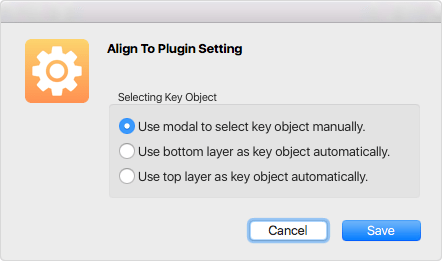 Align To Plugin Setting
Selecting Key Object
Use modal to select key object manually.
Use bottom layer as key object automatically.
Use top layer as key object automatically.
Cancel
Save